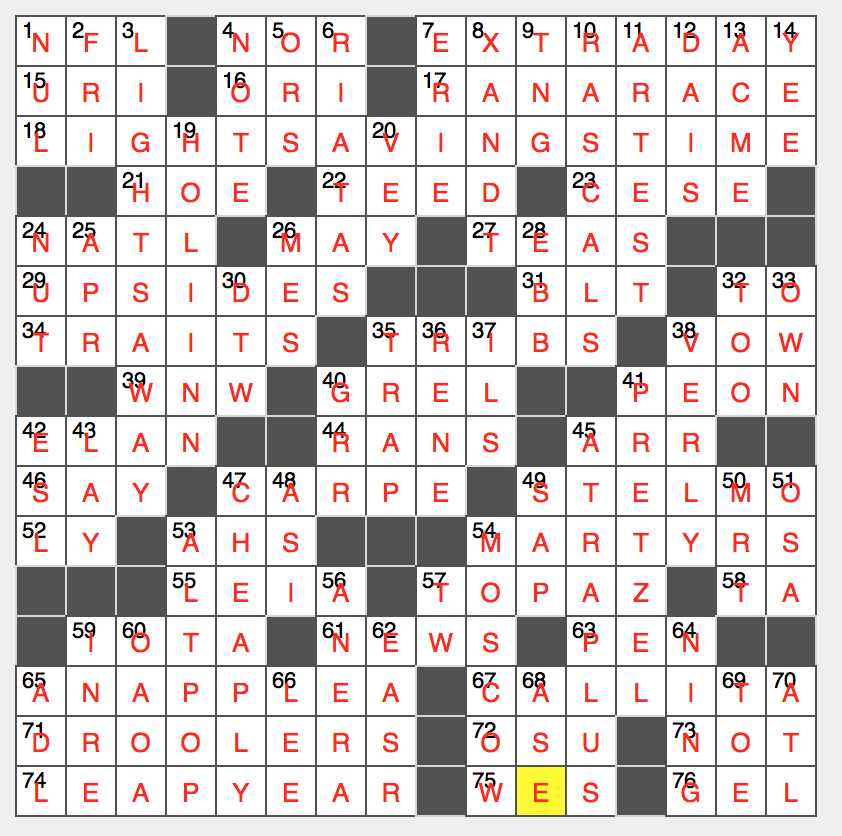 1 N 2 F 3 L 4 N 5 O 6 R 7 E 8 X 9 T 10 R 11 A 12 D 13 A 14 Y
15 U R I 16 O R I 17 R A N A R A C E
18 L I G 19 H T S A 20 V I N G S T I M E
21 H O E 22 T E E D 23 C E S E
24 N 25 A T L 26 M A Y 27 T 28 E A S
29 U P S I 30 D E S 31 B L T 32 T 33 O
34 T R A I T S 35 T 36 R 37 I B S 38 V O W
39 W N W 40 G R E L 41 P E O N
42 E 43 L A N 44 R A N S 45 A R R
46 S A Y 47 C 48 A R P E 49 S T E L 50 M 51 O
52 L Y 53 A H S 54 M A R T Y R S
55 L E I 56 A 57 T O P A Z 58 T A
59 I 60 O T A 61 N 62 E W S 63 P E 64 N
65 A N A P P 66 L E A 67 C 68 A L L I 69 T 70 A
71 D R O O L E R S 72 O S U 73 N O T
74 L E A P Y E A R 75 W E S 76 G E L